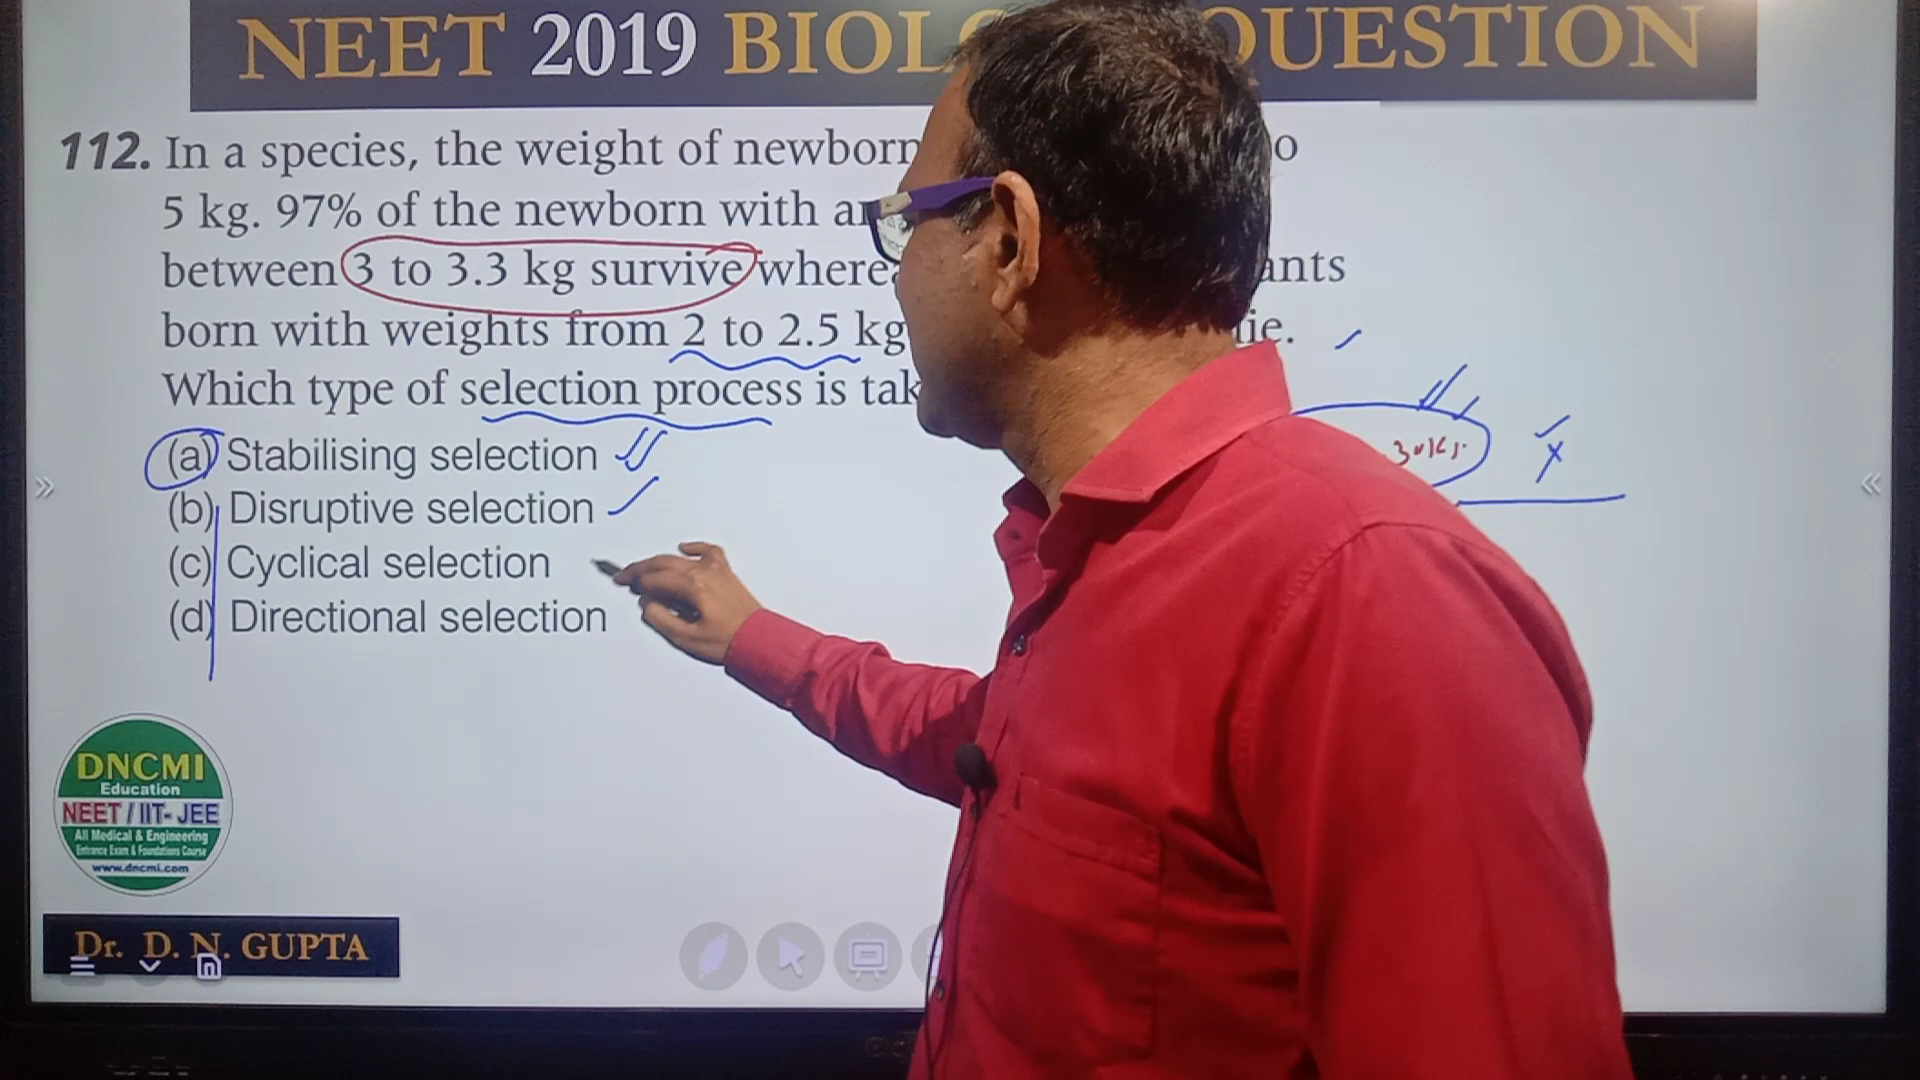 NEET 2019 BIOL QUESTION
112. In a species, the weight of newborn o
5 kg. 97% of the newborn with an
between 3 to 3.3 kg survive where ants
born with weights from 2 to 2.5 kg die.
Which type of selection process is tak
(a) Stabilising selection
(b) Disruptive selection
(c) Cyclical selection
(d) Directional selection
DNCMI
Education
NEET / IIT- JEE
All Medical & Engineering
Entrance Exam & Foundations Course
www.dncmi.com
Dr. D. N. GUPTA